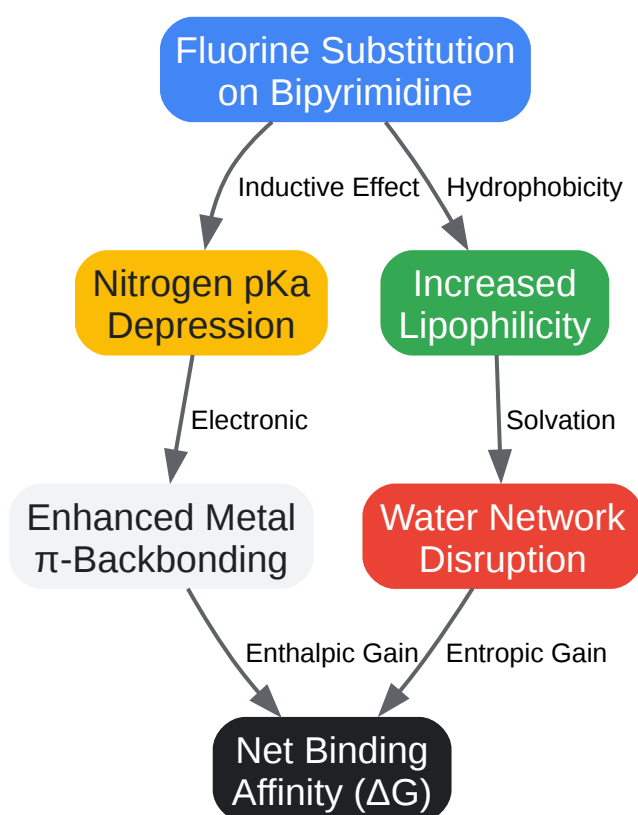 Fluorine Substitution
on Bipyrimidine
Inductive Effect
Hydrophobicity
Nitrogen pKa
Depression
Increased
Lipophilicity
Electronic
Solvation
Enhanced Metal
π-Backbonding
Water Network
Disruption
Enthalpic Gain
Entropic Gain
Net Binding
Affinity (ΔG)